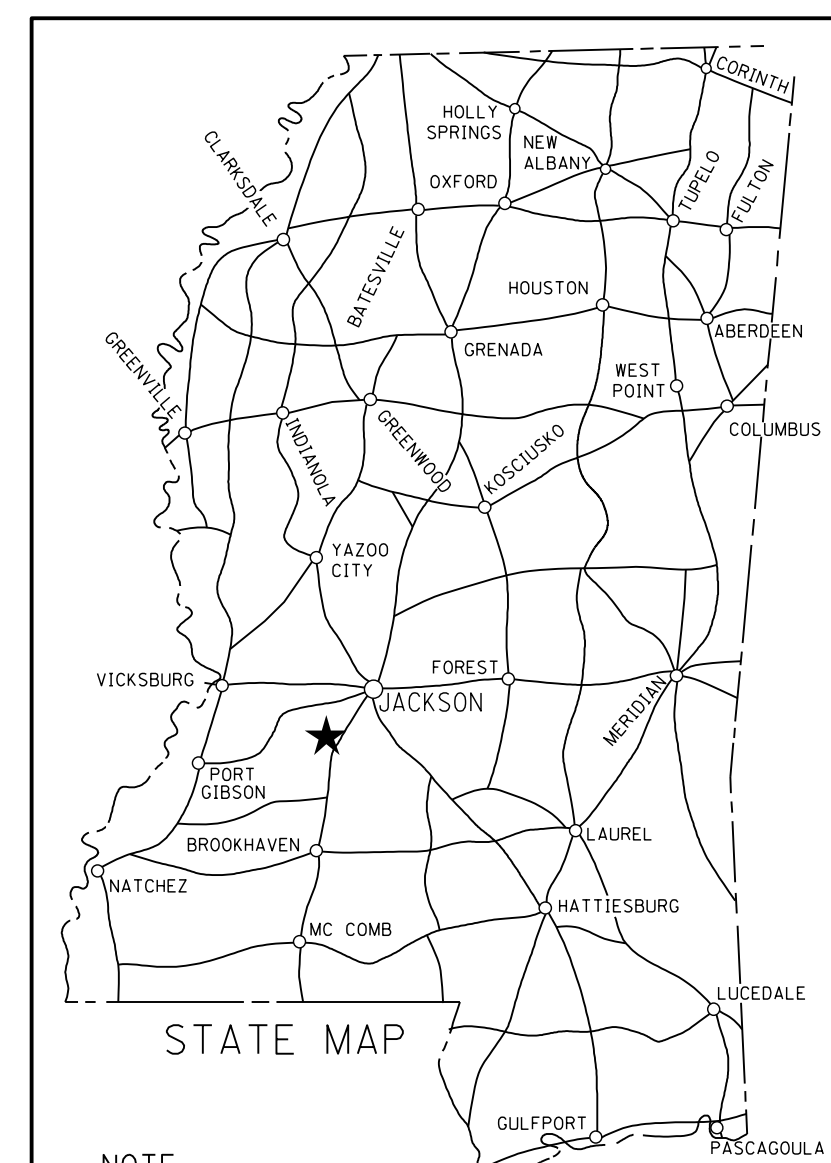 CORINTH
HOLLY
SPRINGS
NEW
ALBANY
CLARKSDALE
OXFORD
TUPELO
FULTON
BATESVILLE
HOUSTON
ABERDEEN
GREENVILLE
GRENADA
WEST
POINT
COLUMBUS
INDIANOLA
GREENWOOD
KOSCIUSKO
YAZOO
CITY
VICKSBURG
FOREST
JACKSON
MERIDIAN
PORT
GIBSON
BROOKHAVEN
LAUREL
NATCHEZ
HATTIESBURG
MC COMB
LUCEDALE
STATE MAP
GULFPORT
PASCAGOULA
NOTE